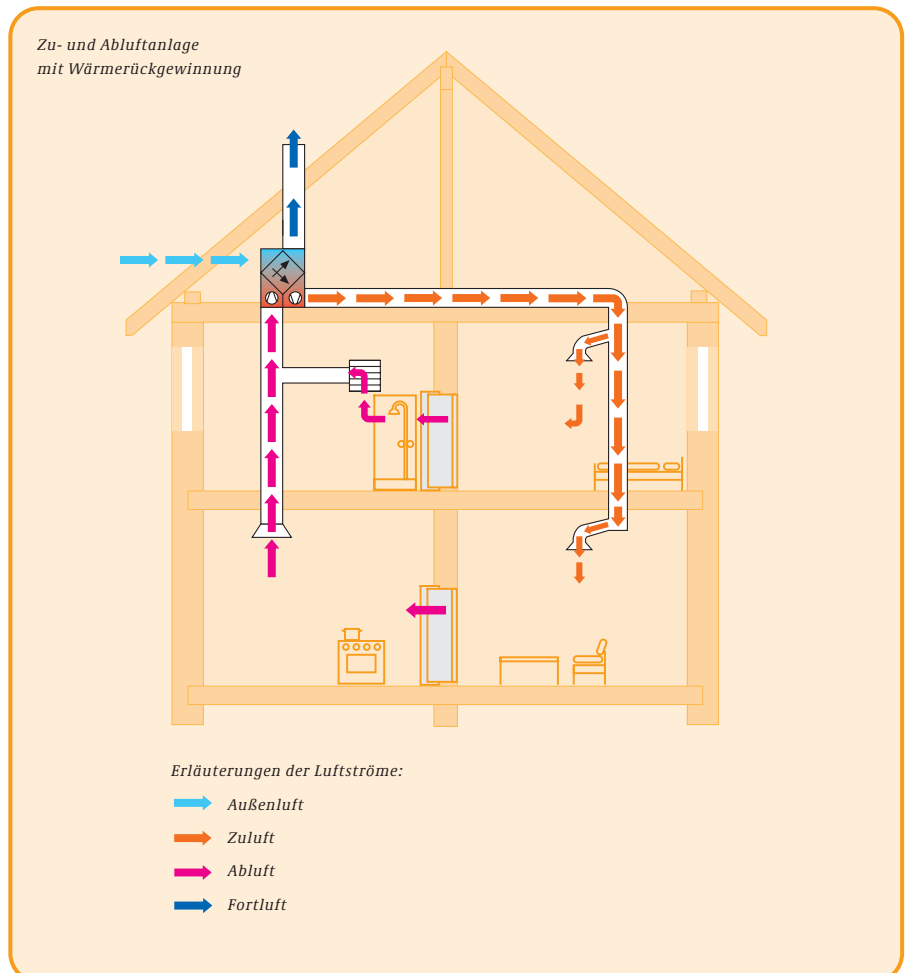 Zu- und Abluftanlage
mit Wärmerückgewinnung
Erläuterungen der Luftströme:
Außenluft
Zuluft
Abluft
Fortluft